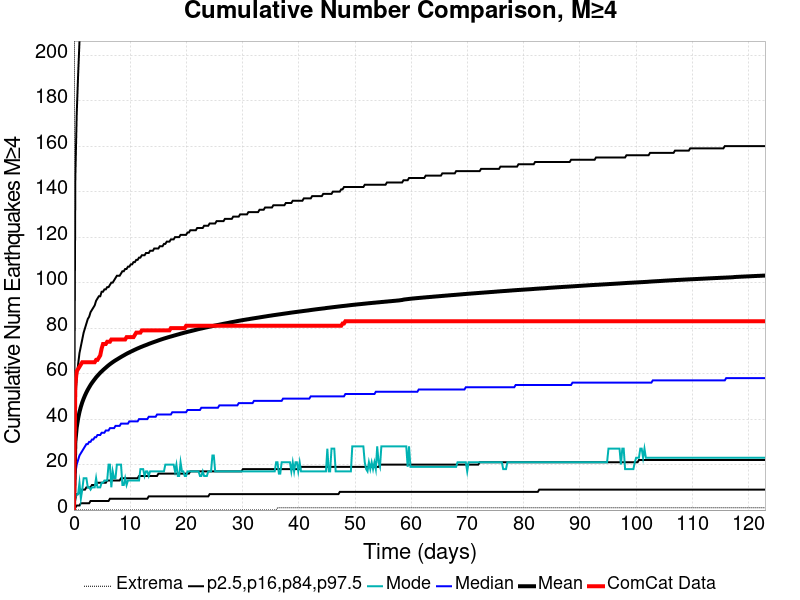 Cumulative Number Comparison, M≥4
Cumulative Num Earthquakes M≥4
200
180
160
140
120
100
80
60
40
20
0
0 10 20 30 40 50 60 70 80 90 100 110 120
Time (days)
Extrema p2.5,p16,p84,p97.5 Mode Median Mean ComCat Data